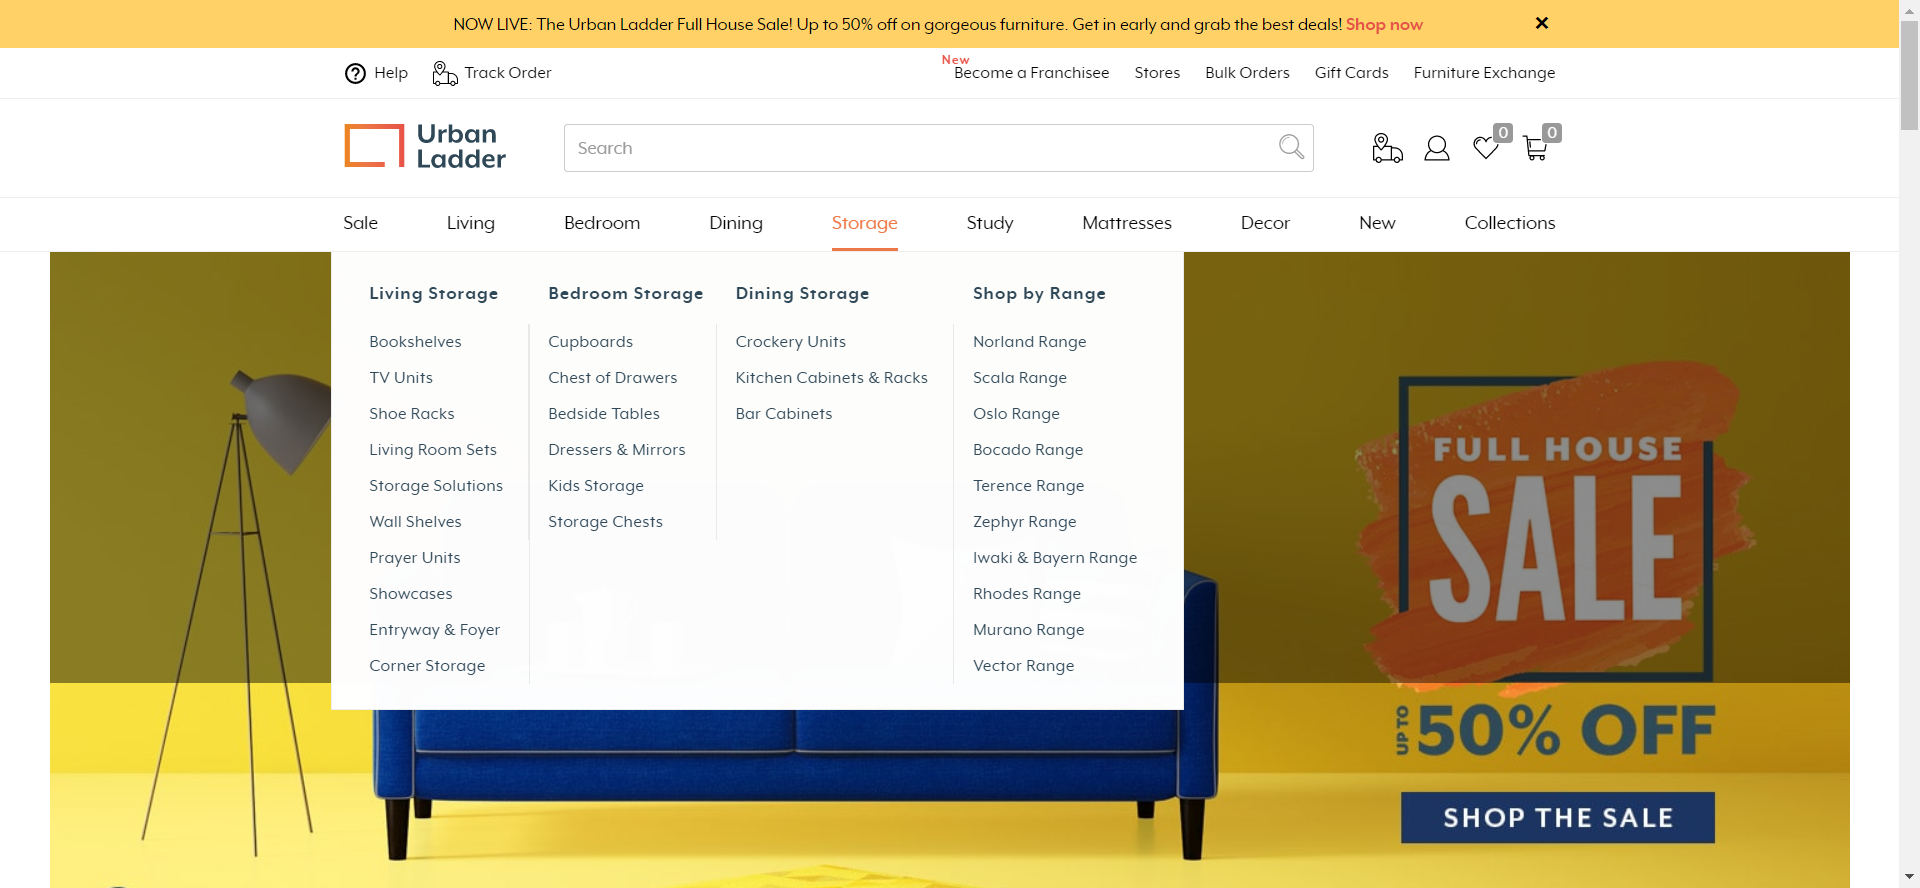 NOW LIVE: The Urban Ladder Full House Sale! Up to 50% off on gorgeous furniture. Get in early and grab the best deals! Shop now
Help
Track Order
New
Become a Franchisee
Stores
Bulk Orders
Gift Cards
Furniture Exchange
Urban
Ladder
Search
0
0
Sale
Living
Bedroom
Dining
Storage
Study
Mattresses
Decor
New
Collections
Living Storage
Bookshelves
TV Units
Shoe Racks
Living Room Sets
Storage Solutions
Wall Shelves
Prayer Units
Showcases
Entryway & Foyer
Corner Storage
Bedroom Storage
Cupboards
Chest of Drawers
Bedside Tables
Dressers & Mirrors
Kids Storage
Storage Chests
Dining Storage
Crockery Units
Kitchen Cabinets & Racks
Bar Cabinets
Shop by Range
Norland Range
Scala Range
Oslo Range
Bocado Range
Terence Range
Zephyr Range
Iwaki & Bayern Range
Rhodes Range
Murano Range
Vector Range
FULL HOUSE
SALE
UP TO
50% OFF
SHOP THE SALE